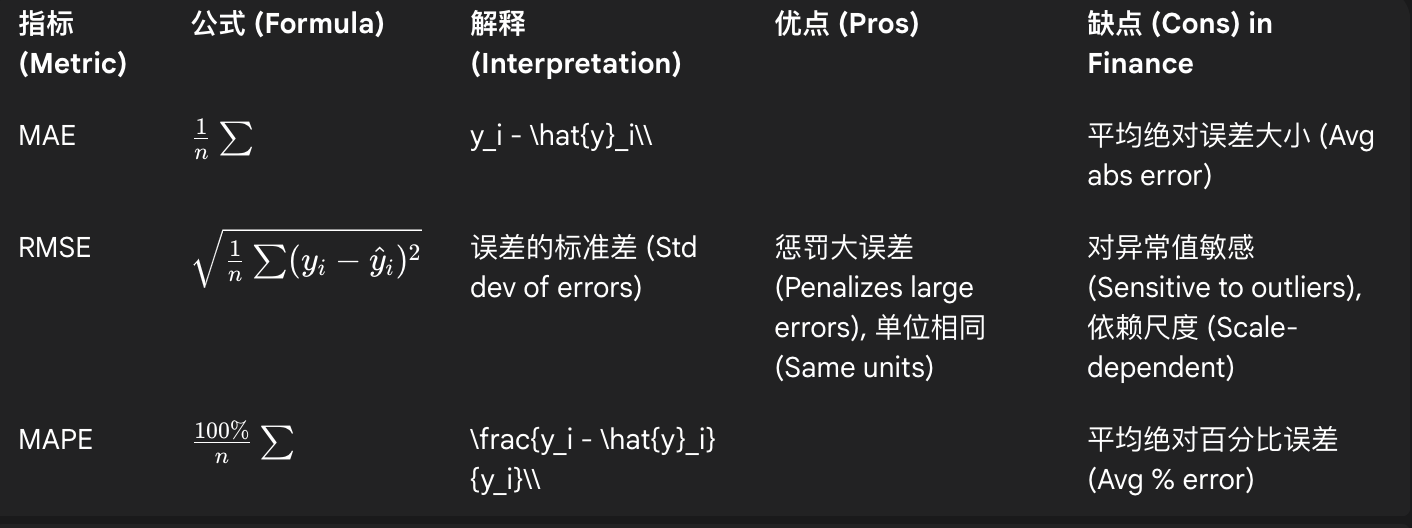 指标 (Metric) 公式 (Formula) 解释 (Interpretation) 优点 (Pros) 缺点 (Cons) in Finance
MAE \frac{1}{n} ∑ y_i - \hat{y}_i\\ 平均绝对误差大小 (Avg abs error)
RMSE \sqrt{\frac{1}{n} ∑(y_i − \hat{y}_i)^2} 误差的标准差 (Std dev of errors) 惩罚大误差 (Penalizes large errors), 单位相同 (Same units) 对异常值敏感 (Sensitive to outliers), 依赖尺度 (Scale-dependent)
MAPE \frac{100%}{n} ∑ \frac{y_i - \hat{y}_i}{y_i}\\ 平均绝对百分比误差 (Avg % error)